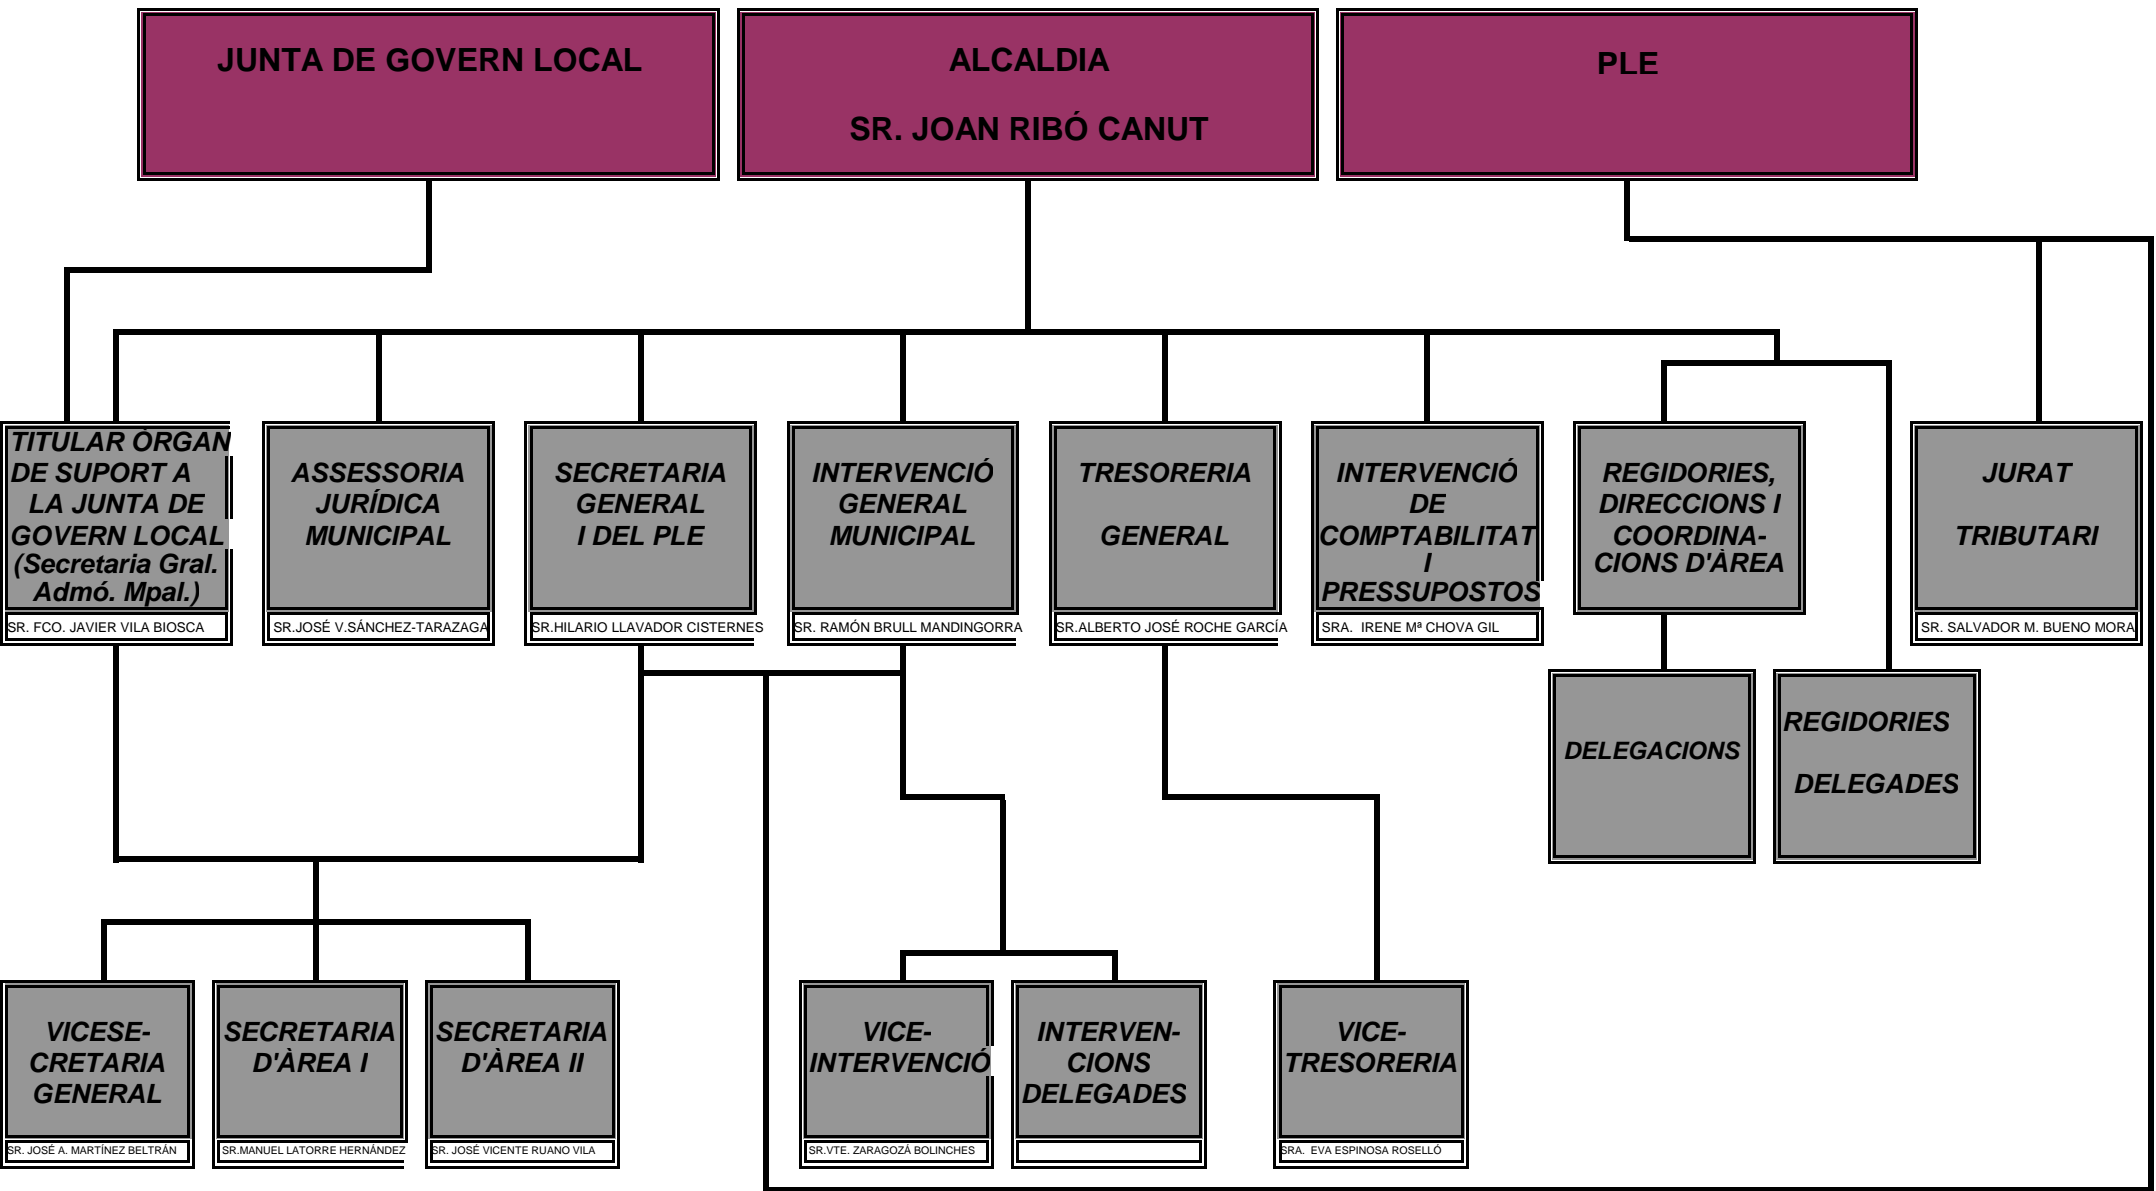 JUNTA DE GOVERN LOCAL
ALCALDIA
SR. JOAN RIBÓ CANUT
PLE
TITULAR ÒRGAN
DE SUPORT A
LA JUNTA DE
GOVERN LOCAL
(Secretaria Gral.
Admó. Mpal.)
SR. FCO. JAVIER VILA BIOSCA
ASSESSORIA
JURÍDICA
MUNICIPAL
SR.JOSÉ V.SÁNCHEZ-TARAZAGA
SECRETARIA
GENERAL
I DEL PLE
SR.HILARIO LLAVADOR CISTERNES
INTERVENCIÓ
GENERAL
MUNICIPAL
SR. RAMÓN BRULL MANDINGORRA
TRESORERIA
GENERAL
SR.ALBERTO JOSÉ ROCHE GARCÍA
INTERVENCIÓ
DE
COMPTABILITAT
I
PRESSUPOSTOS
SRA. IRENE Mª CHOVA GIL
REGIDORIES,
DIRECCIONS I
COORDINA-
CIONS D'ÀREA
JURAT
TRIBUTARI
SR. SALVADOR M. BUENO MORA
DELEGACIONS
REGIDORIES
DELEGADES
VICESE-
CRETARIA
GENERAL
SR. JOSÉ A. MARTÍNEZ BELTRÁN
SECRETARIA
D'ÀREA I
SR.MANUEL LATORRE HERNÁNDEZ
SECRETARIA
D'ÀREA II
SR. JOSÉ VICENTE RUANO VILA
VICE-
INTERVENCIÓ
SR.VTE. ZARAGOZÁ BOLINCHES
INTERVEN-
CIONS
DELEGADES
VICE-
TRESORERIA
SRA. EVA ESPINOSA ROSELLÓ